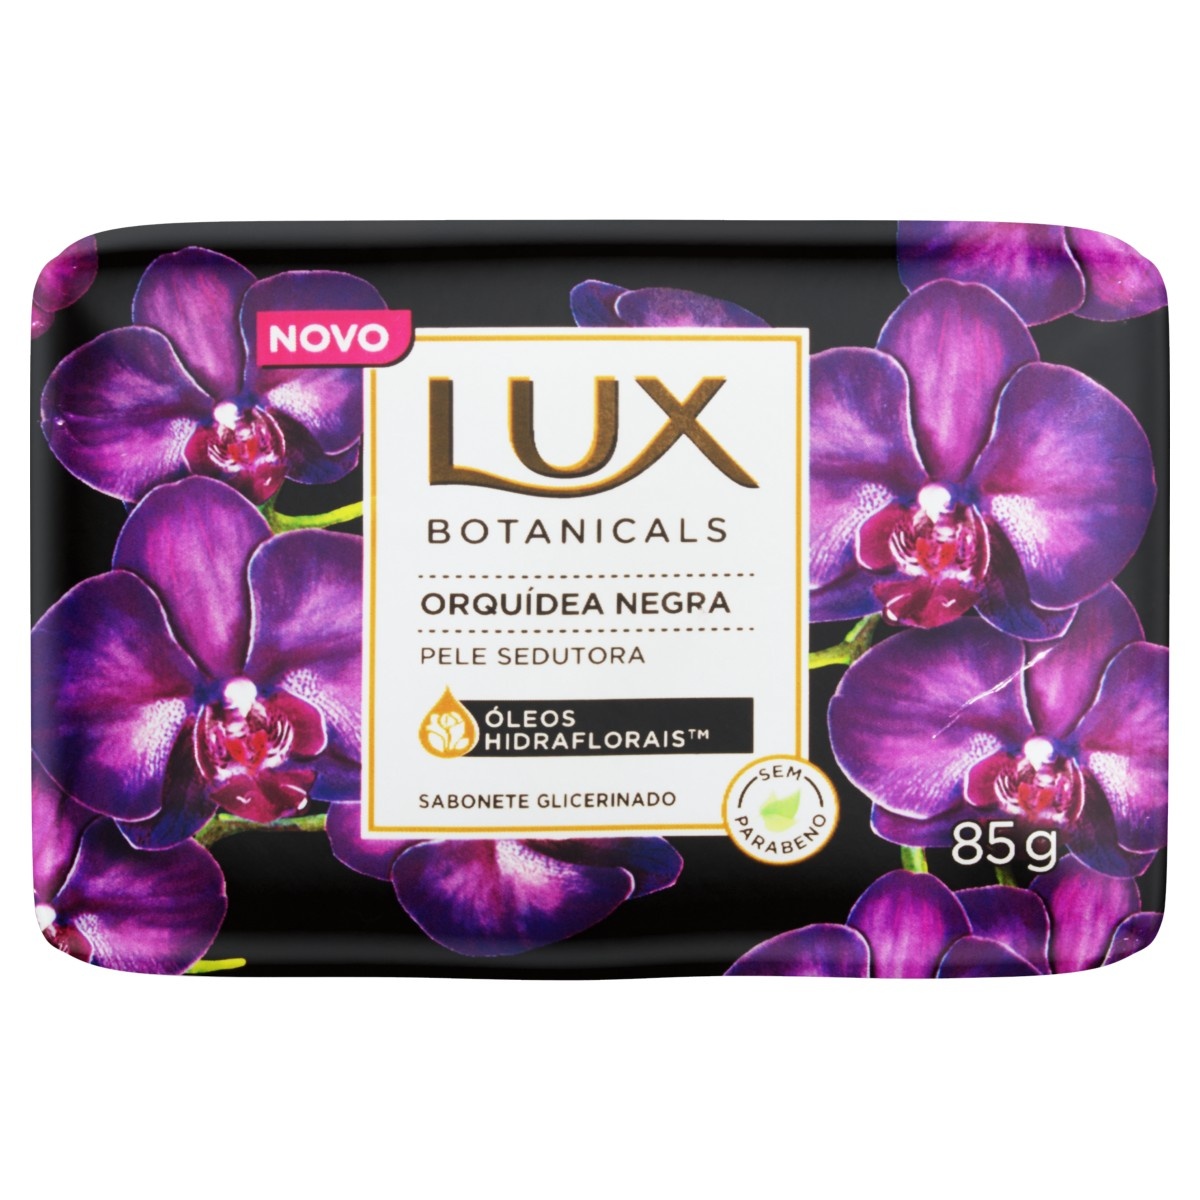 NOVO
LUX
BOTANICALS
ORQUÍDEA NEGRA
PELE SEDUTORA
ÓLEOS
HIDRAFLORAIS™
SABONETE GLICERINADO
SEM
PARABENO
85g